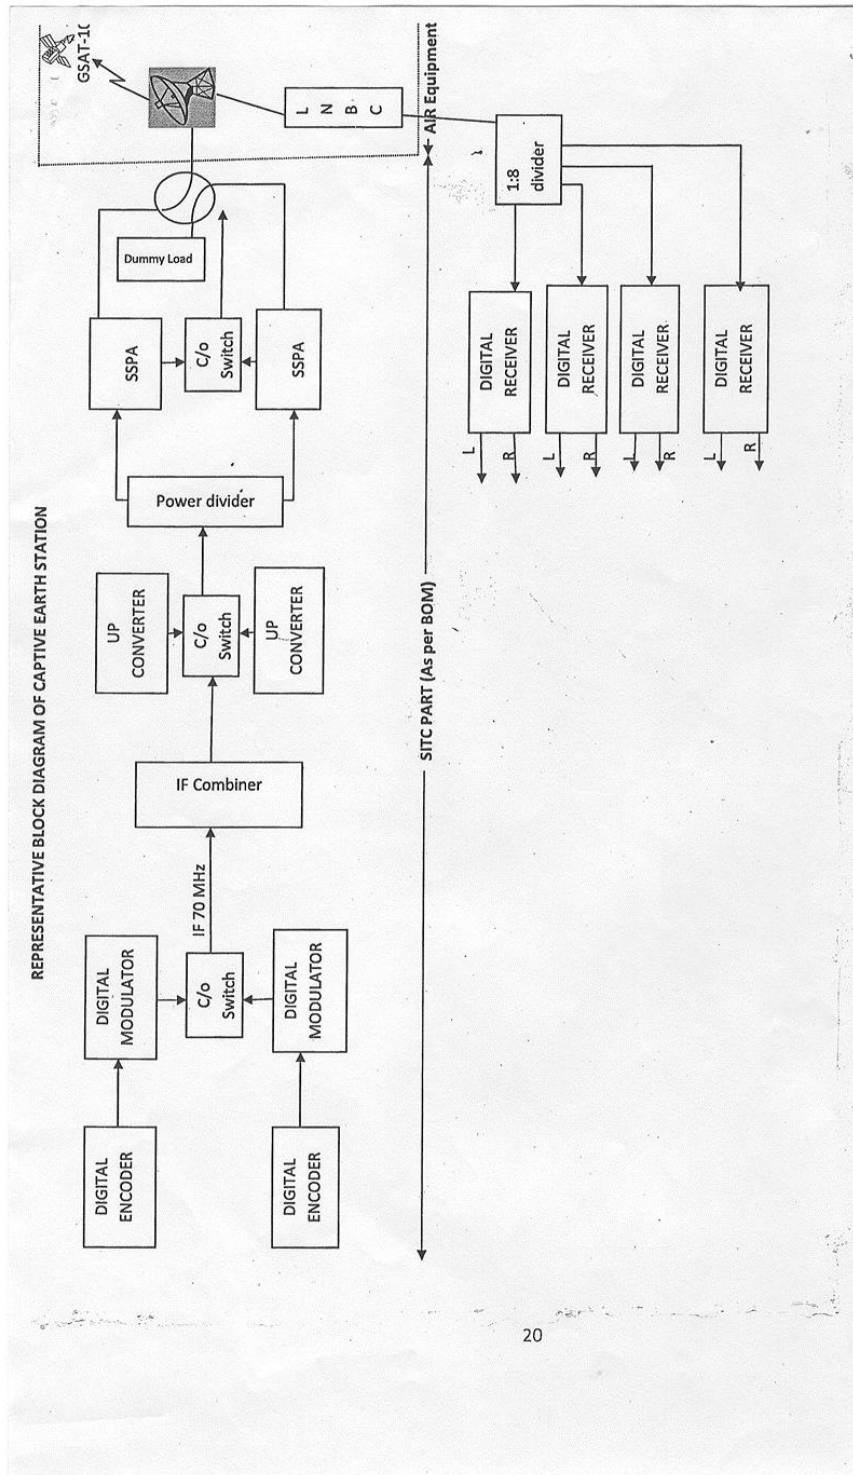 REPRESENTATIVE BLOCK DIAGRAM OF CAPTIVE EARTH STATION
DIGITAL
ENCODER
DIGITAL
MODULATOR
DIGITAL
ENCODER
DIGITAL
MODULATOR
C/o
Switch
IF 70 MHz
IF Combiner
UP
CONVERTER
C/o
Switch
UP
CONVERTER
Power divider
SSPA
C/o
Switch
SSPA
Dummy Load
GSAT-10
L
N
B
C
SITC PART (As per BOM)
AIR Equipment
1:8
divider
DIGITAL
RECEIVER
L
R
DIGITAL
RECEIVER
L
R
DIGITAL
RECEIVER
L
R
DIGITAL
RECEIVER
L
R
20